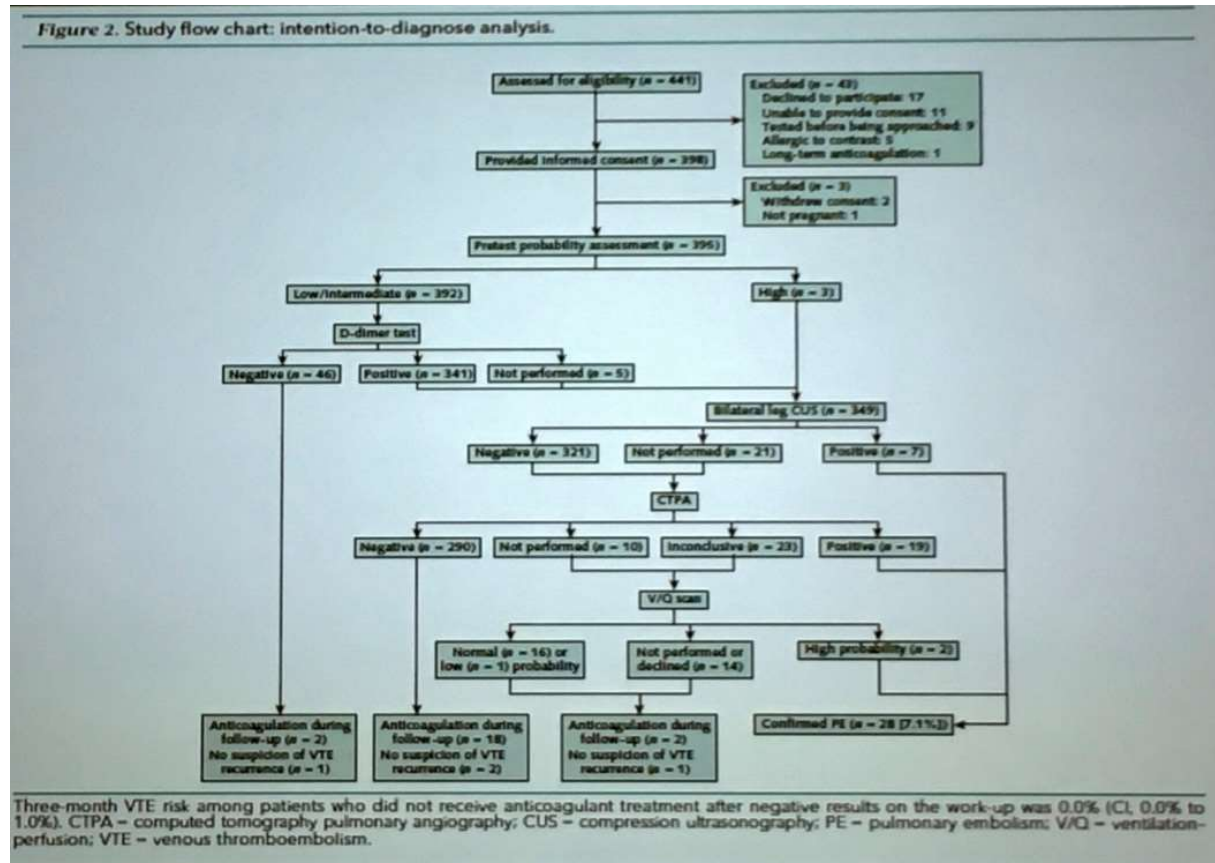 Figure 2. Study flow chart: intention-to-diagnose analysis.
Assessed for eligibility (n = 441)
Excluded (n = 43)
Declined to participate: 17
Unable to provide consent: 11
Tested before being approached: 9
Allergic to contrast: 5
Long-term anticoagulation: 1
Provided informed consent (n = 398)
Excluded (n = 3)
Withdrew consent: 2
Not pregnant: 1
Pretest probability assessment (n = 395)
Low/intermediate (n = 392)
High (n = 3)
D-dimer test
Negative (n = 46)
Positive (n = 341)
Not performed (n = 5)
Bilateral leg CUS (n = 349)
Negative (n = 321)
Not performed (n = 21)
Positive (n = 7)
CTPA
Negative (n = 290)
Not performed (n = 10)
Inconclusive (n = 23)
Positive (n = 19)
V/Q scan
Normal (n = 16) or
low (n = 1) probability
Not performed or
declined (n = 14)
High probability (n = 2)
Anticoagulation during
follow-up (n = 2)
No suspicion of VTE
recurrence (n = 1)
Anticoagulation during
follow-up (n = 18)
No suspicion of VTE
recurrence (n = 2)
Anticoagulation during
follow-up (n = 2)
No suspicion of VTE
recurrence (n = 1)
Confirmed PE (n = 28 [7.1%])
Three-month VTE risk among patients who did not receive anticoagulant treatment after negative results on the work-up was 0.0% (CI, 0.0% to
1.0%). CTPA = computed tomography pulmonary angiography; CUS = compression ultrasonography; PE = pulmonary embolism; V/Q = ventilation-
perfusion; VTE = venous thromboembolism.